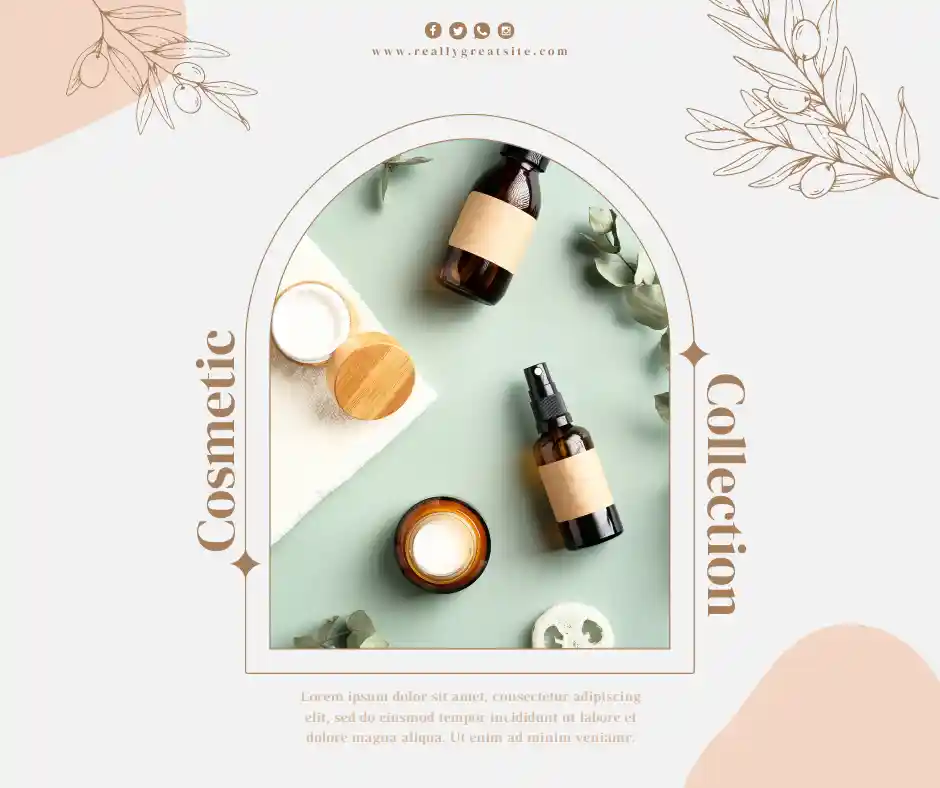 www.reallygreatsite.com
Cosmetic
Collection
Lorem ipsum dolor sit amet, consectetur adipiscing
elit, sed do eiusmod tempor incididunt ut labore et
dolore magna aliqua. Ut enim ad minim veniamr.